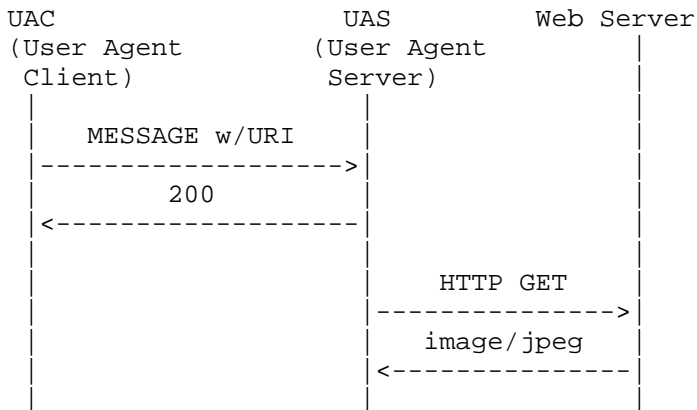 UAC UAS Web Server
(User Agent (User Agent
Client) Server)
MESSAGE w/URI
200
HTTP GET
image/jpeg